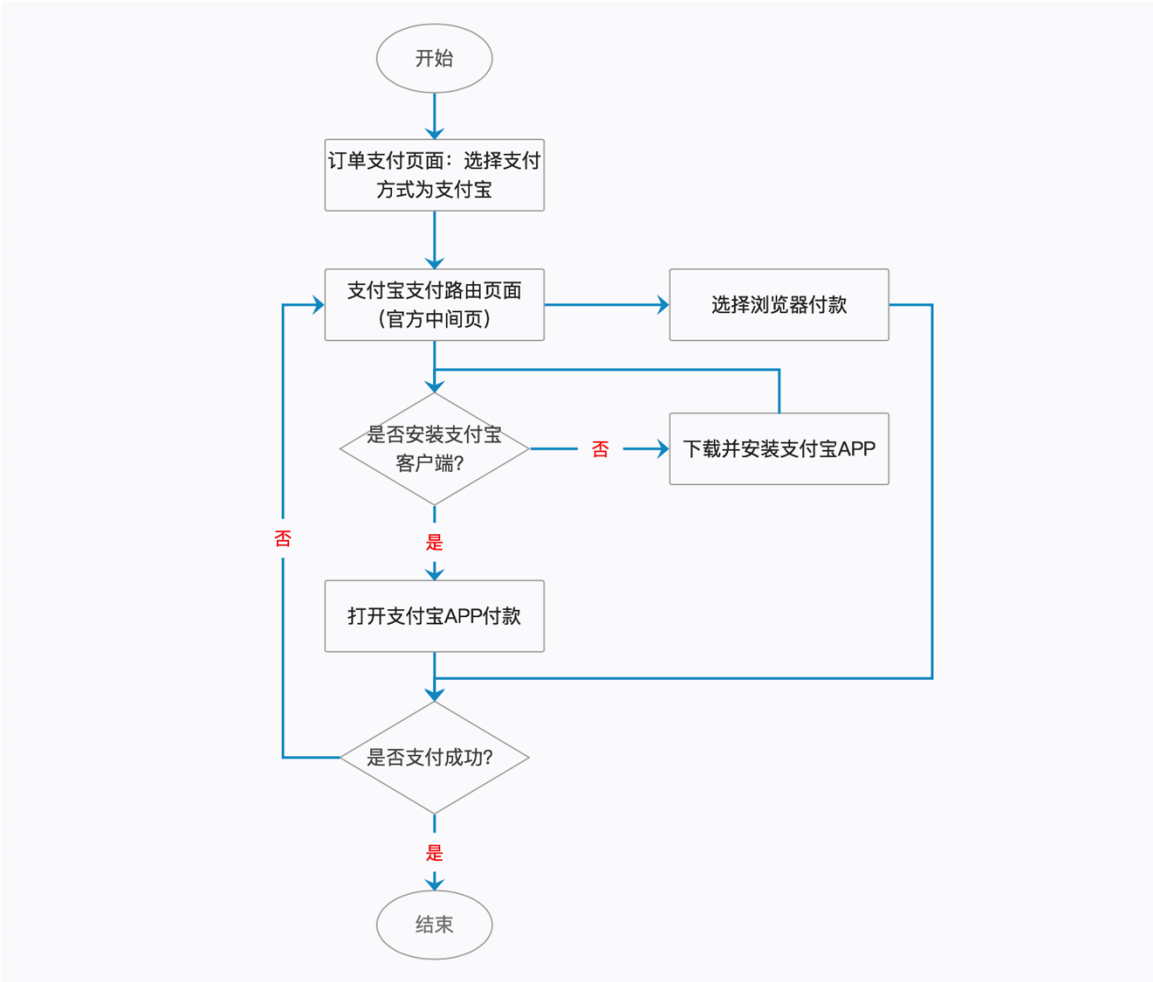 开始
订单支付页面：选择支付
方式为支付宝
支付宝支付路由页面
（官方中间页）
选择浏览器付款
是否安装支付宝
客户端？
否
下载并安装支付宝APP
否
是
打开支付宝APP付款
是否支付成功？
是
结束